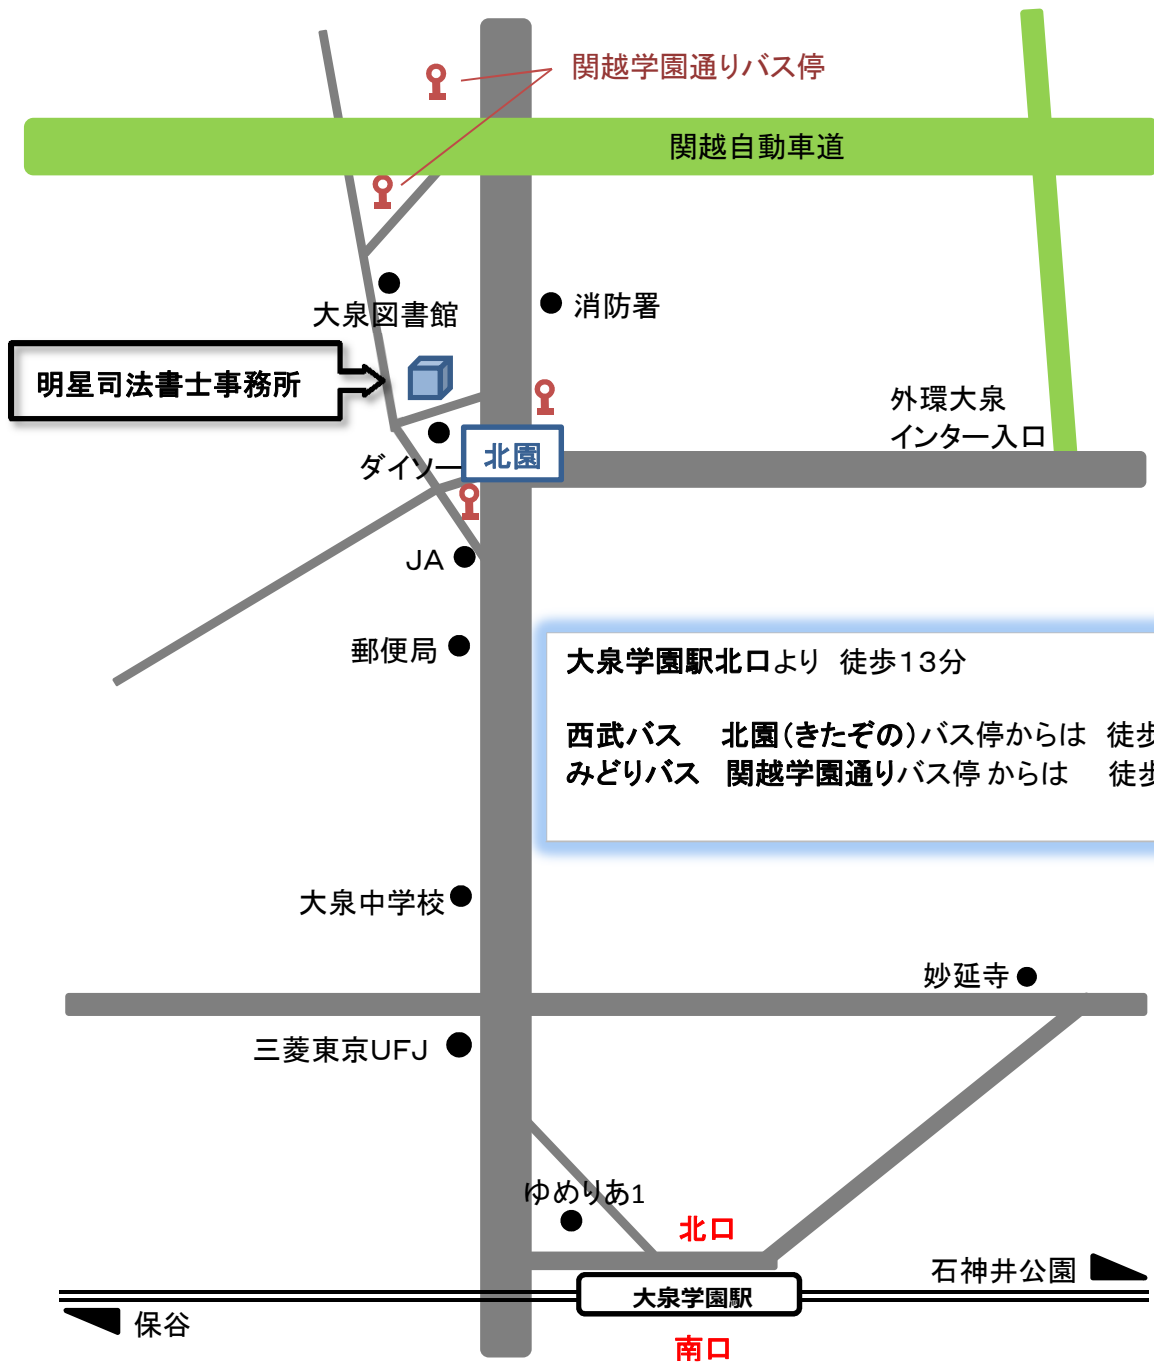 関越学園通りバス停
関越自動車道
大泉図書館
消防署
明星司法書士事務所
外環大泉
インター入口
ダイソー
北園
JA
郵便局
大泉学園駅北口より 徒歩13分
西武バス 北園(きたぞの)バス停からは 徒歩
みどりバス 関越学園通りバス停からは 徒歩
大泉中学校
妙延寺
三菱東京UFJ
ゆめりあ1
北口
石神井公園
大泉学園駅
保谷
南口